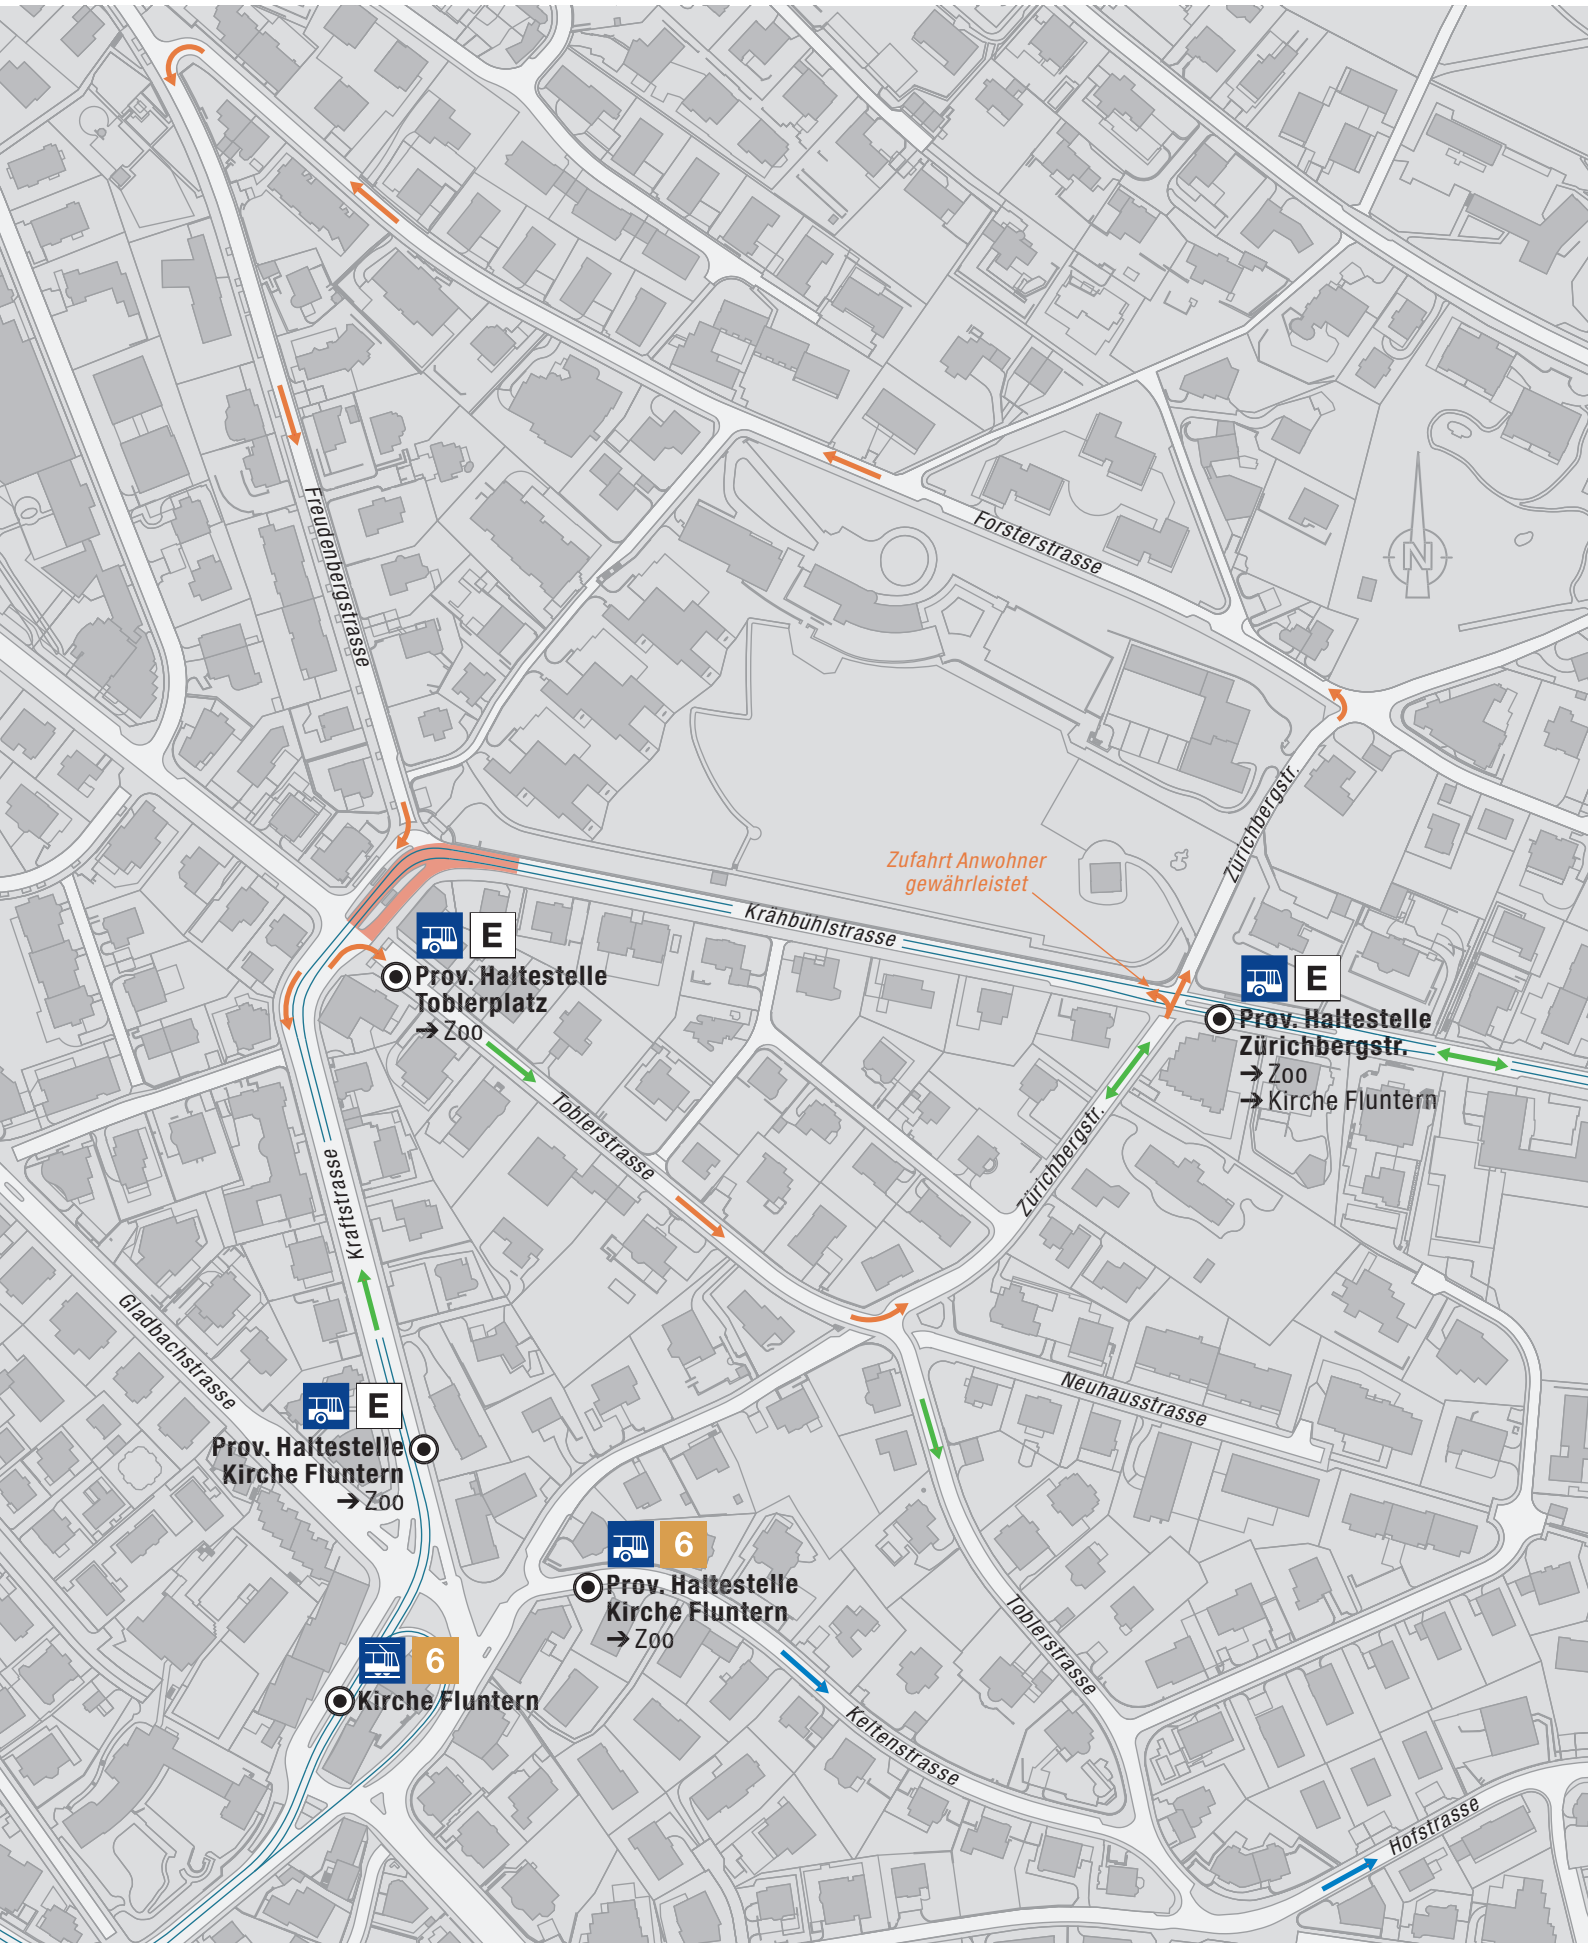 Freudenbergstrasse
Forsterstrasse
N
Zürichbergstr.
Zufahrt Anwohner
gewährleistet
Krähbühlstrasse
E
Prov. Haltestelle
Toblerplatz
→ Zoo
E
Prov. Haltestelle
Zürichbergstr.
→ Zoo
→ Kirche Fluntern
Toblerstrasse
Zürichbergstr.
Kraftstrasse
Gladbachstrasse
Neuhausstrasse
E
Prov. Haltestelle
Kirche Fluntern
→ Zoo
6
Prov. Haltestelle
Kirche Fluntern
→ Zoo
Toblerstrasse
6
Kirche Fluntern
Keltenstrasse
Hofstrasse